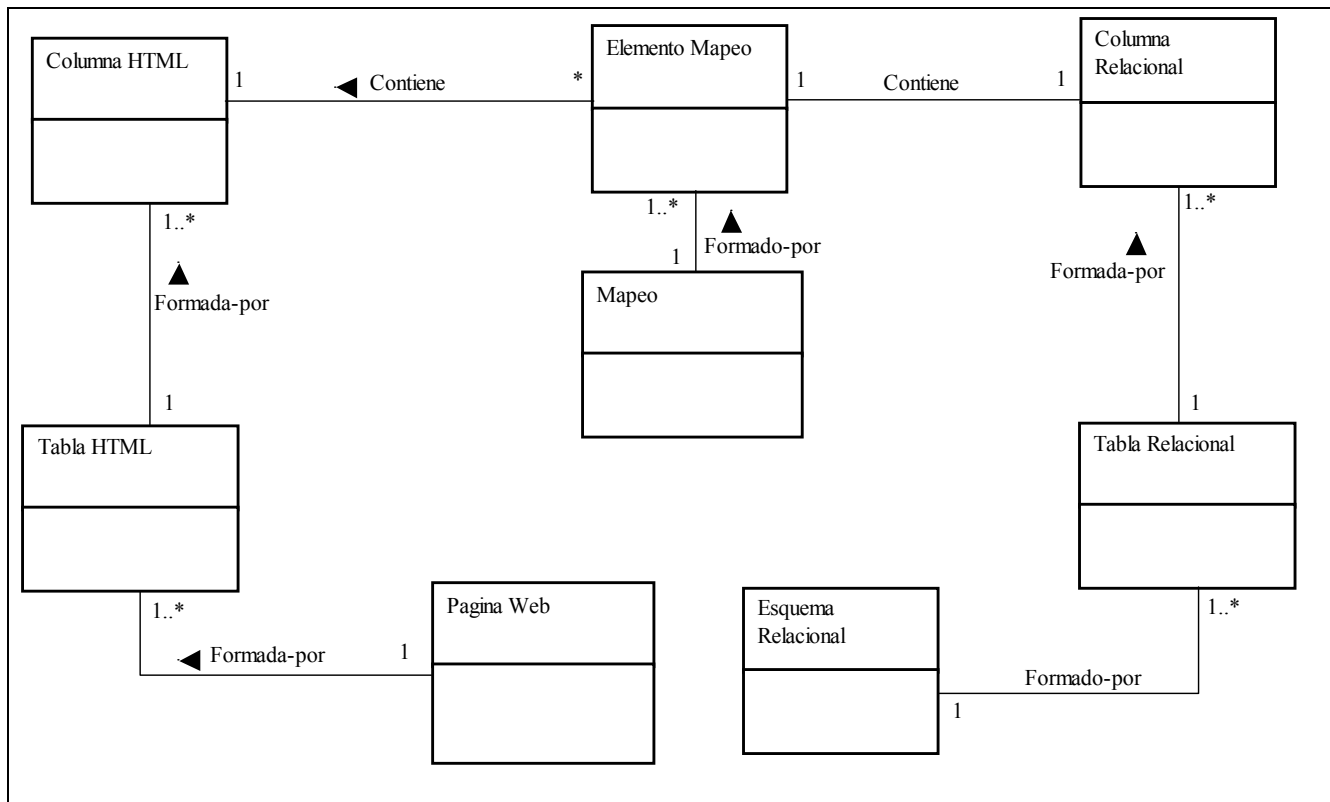 Columna HTML
1
Contiene
*
Elemento Mapeo
1
Contiene
1
Columna
Relacional
1..*
Formada-por
1
1..*
Formado-por
1
Mapeo
1..*
Formada-por
1
Tabla HTML
1..*
Formada-por
1
Pagina Web
Esquema
Relacional
1
Formado-por
1..*
Tabla Relacional